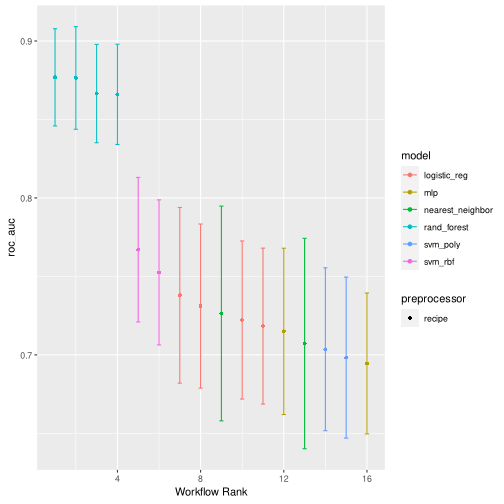 0.9
0.8
0.7
roc_auc
4
8
12
16
Workflow Rank
model
logistic_reg
mlp
nearest_neighbor
rand_forest
svm_poly
svm_rbf
preprocessor
recipe